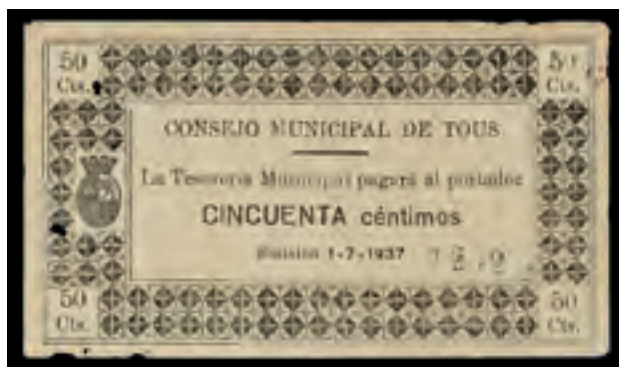 50 Cts.
50 Cts.
CONSEJO MUNICIPAL DE TOUS
La Tesorería Municipal pagará al portador
CINCUENTA céntimos
Emisión 1-7-1937
50 Cts.
50 Cts.